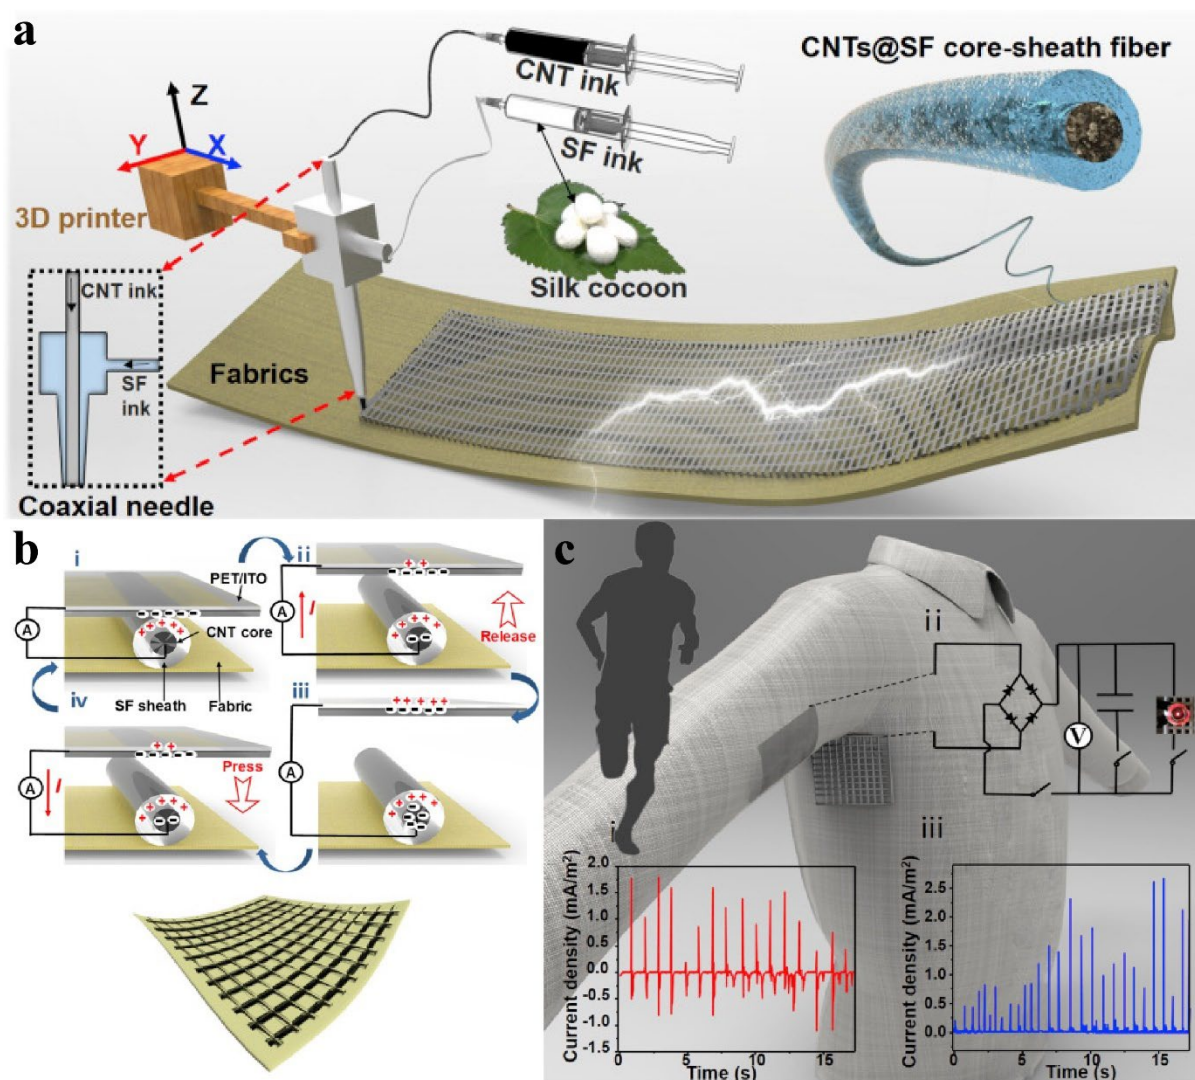 a
CNTs@SF core-sheath fiber
CNT ink
Z
Y
X
SF ink
3D printer
Silk cocoon
CNT ink
SF
ink
Fabrics
Coaxial needle
b
i
PET/ITO
A
CNT core
SF sheath
Fabric
ii
A
I
Release
iii
A
iv
A
I
Press
c
i
ii
V
iii
Current density (mA/m²)
2.0
1.5
1.0
0.5
0.0
-0.5
-1.0
-1.5
0
5
10
15
Time (s)
Current density (mA/m²)
2.5
2.0
1.5
1.0
0.5
0.0
0
5
10
15
Time (s)